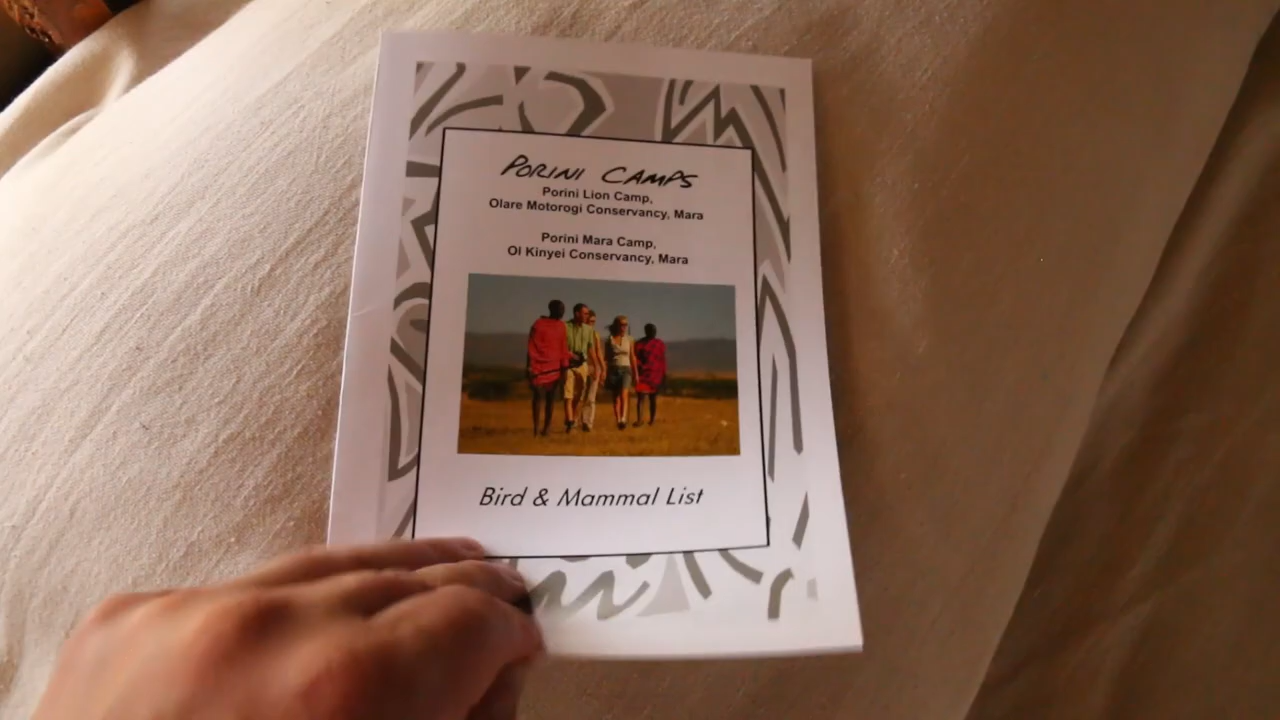 PORINI CAMPS
Porini Lion Camp,
Olare Motorogi Conservancy, Mara
Porini Mara Camp,
Ol Kinyei Conservancy, Mara
Bird & Mammal List